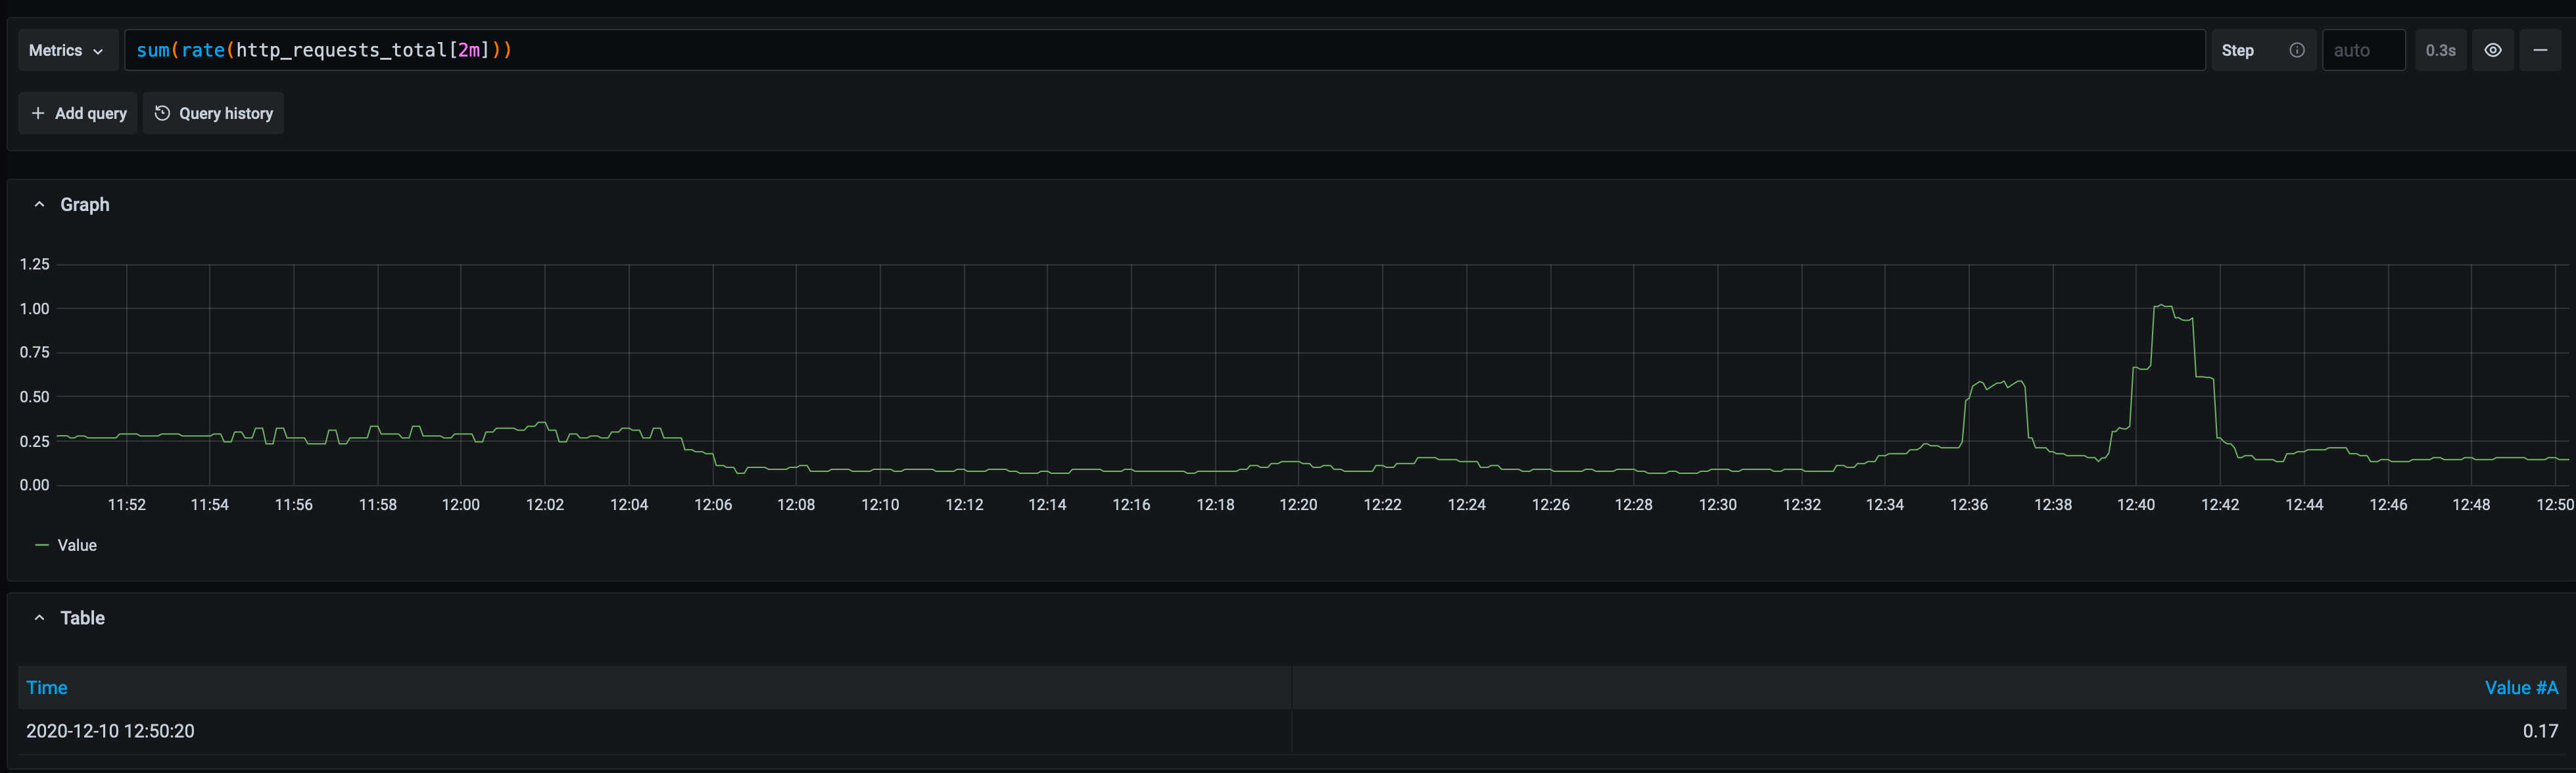 Metrics sum(rate(http_requests_total[2m])) Step auto 0.3s
Add query Query history
Graph
1.25
1.00
0.75
0.50
0.25
0.00
11:52 11:54 11:56 11:58 12:00 12:02 12:04 12:06 12:08 12:10 12:12 12:14 12:16 12:18 12:20 12:22 12:24 12:26 12:28 12:30 12:32 12:34 12:36 12:38 12:40 12:42 12:44 12:46 12:48 12:50
Value
Table
Time Value #A
2020-12-10 12:50:20 0.17